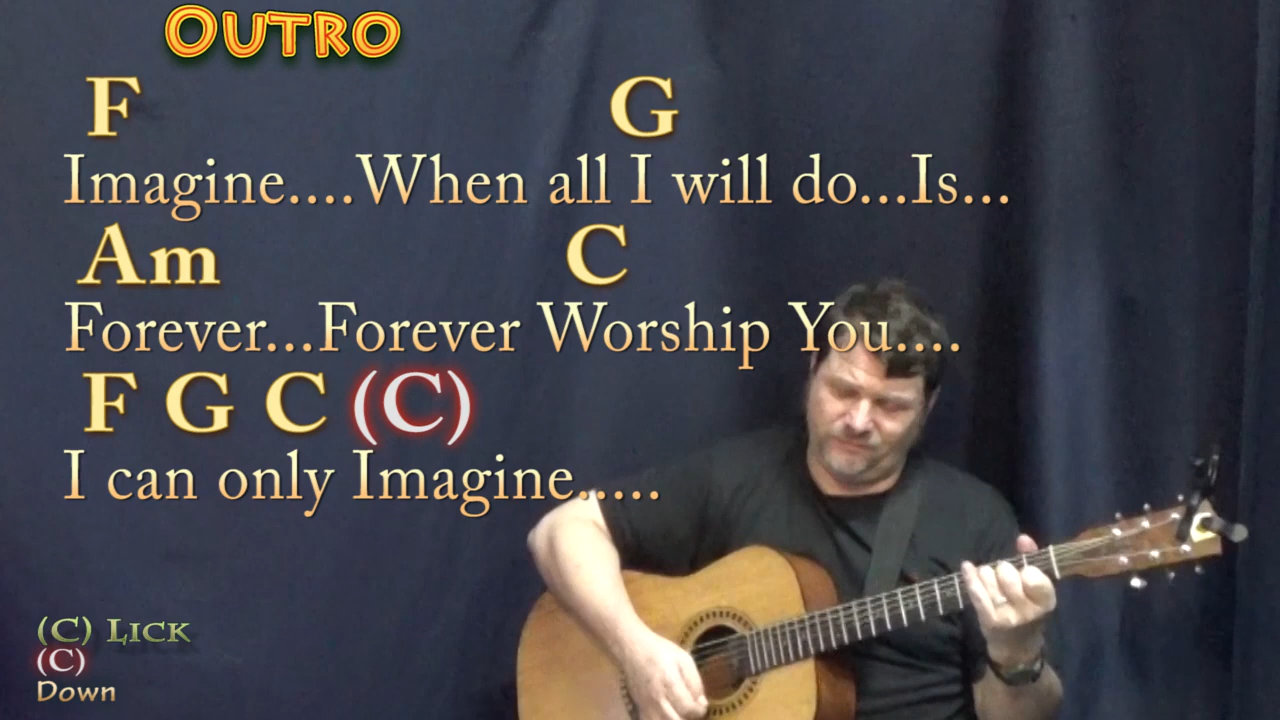 OUTRO
F G
Imagine....When all I will do...Is...
Am C
Forever...Forever Worship You....
F G C (C)
I can only Imagine.....
(C) LICK
(C)
DOWN